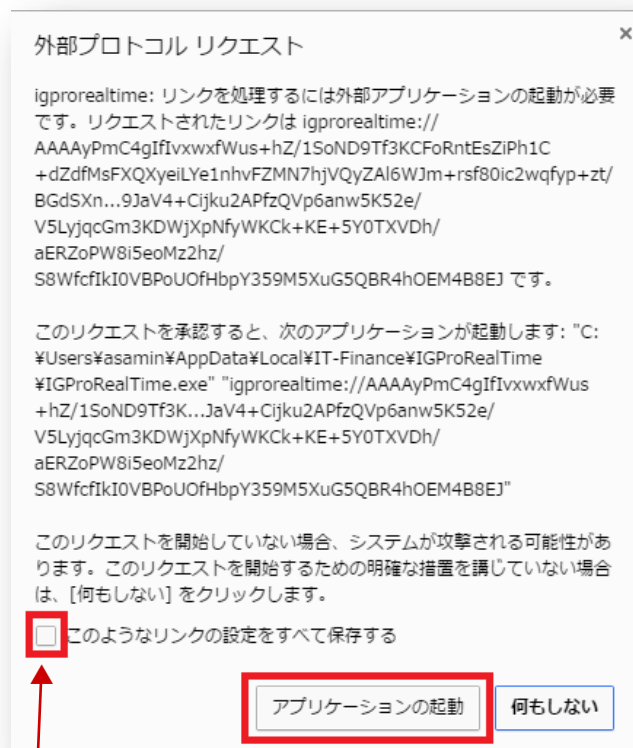 外部プロトコル リクエスト
×
igprorealtime: リンクを処理するには外部アプリケーションの起動が必要
です。リクエストされたリンクは igprorealtime://
AAAAyPmC4gIfIvxwxfWus+hZ/1SoND9Tf3KCFoRntEsZiPh1C
+dZdfMsFXQXyeiLYe1nhvFZMN7hjVQyZAl6WJm+rsf80ic2wqfyp+zt/
BGdSXn...9JaV4+Cijku2APfzQVp6anw5K52e/
V5LyjqcGm3KDWjXpNfyWKCk+KE+5Y0TXVDh/
aERZoPW8i5eoMz2hz/
S8WfcfIkI0VBPoUOfHbpY359M5XuG5QBR4hOEM4B8EJ です。
このリクエストを承認すると、次のアプリケーションが起動します: "C:
¥Users¥asamin¥AppData¥Local¥IT-Finance¥IGProRealTime
¥IGProRealTime.exe" "igprorealtime://AAAAyPmC4gIfIvxwxfWus
+hZ/1SoND9Tf3K...JaV4+Cijku2APfzQVp6anw5K52e/
V5LyjqcGm3KDWjXpNfyWKCk+KE+5Y0TXVDh/
aERZoPW8i5eoMz2hz/
S8WfcfIkI0VBPoUOfHbpY359M5XuG5QBR4hOEM4B8EJ"
このリクエストを開始していない場合、システムが攻撃される可能性があ
ります。このリクエストを開始するための明確な措置を講じていない場合
は、[何もしない] をクリックします。
このようなリンクの設定をすべて保存する
アプリケーションの起動
何もしない